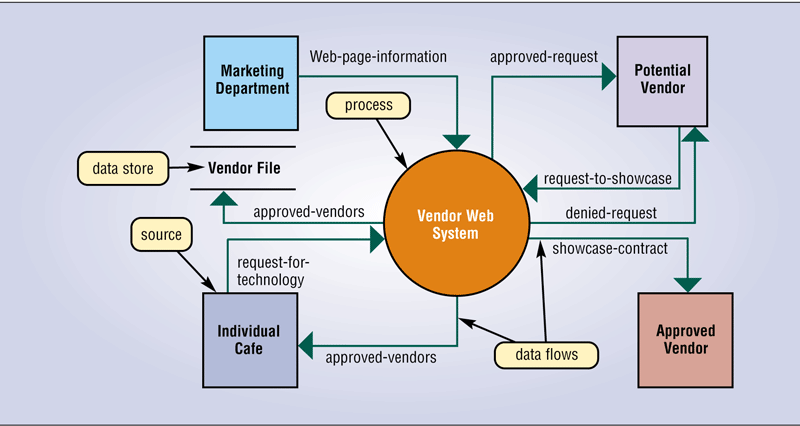 Web-page-information
approved-request
Marketing
Department
Potential
Vendor
process
data store
Vendor File
request-to-showcase
approved-vendors
Vendor Web
System
denied-request
source
request-for-
technology
showcase-contract
Individual
Cafe
approved-vendors
data flows
Approved
Vendor